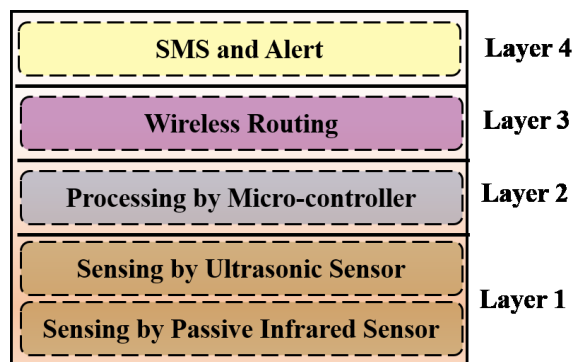 SMS and Alert
Layer 4
Wireless Routing
Layer 3
Processing by Micro-controller
Layer 2
Sensing by Ultrasonic Sensor
Layer 1
Sensing by Passive Infrared Sensor